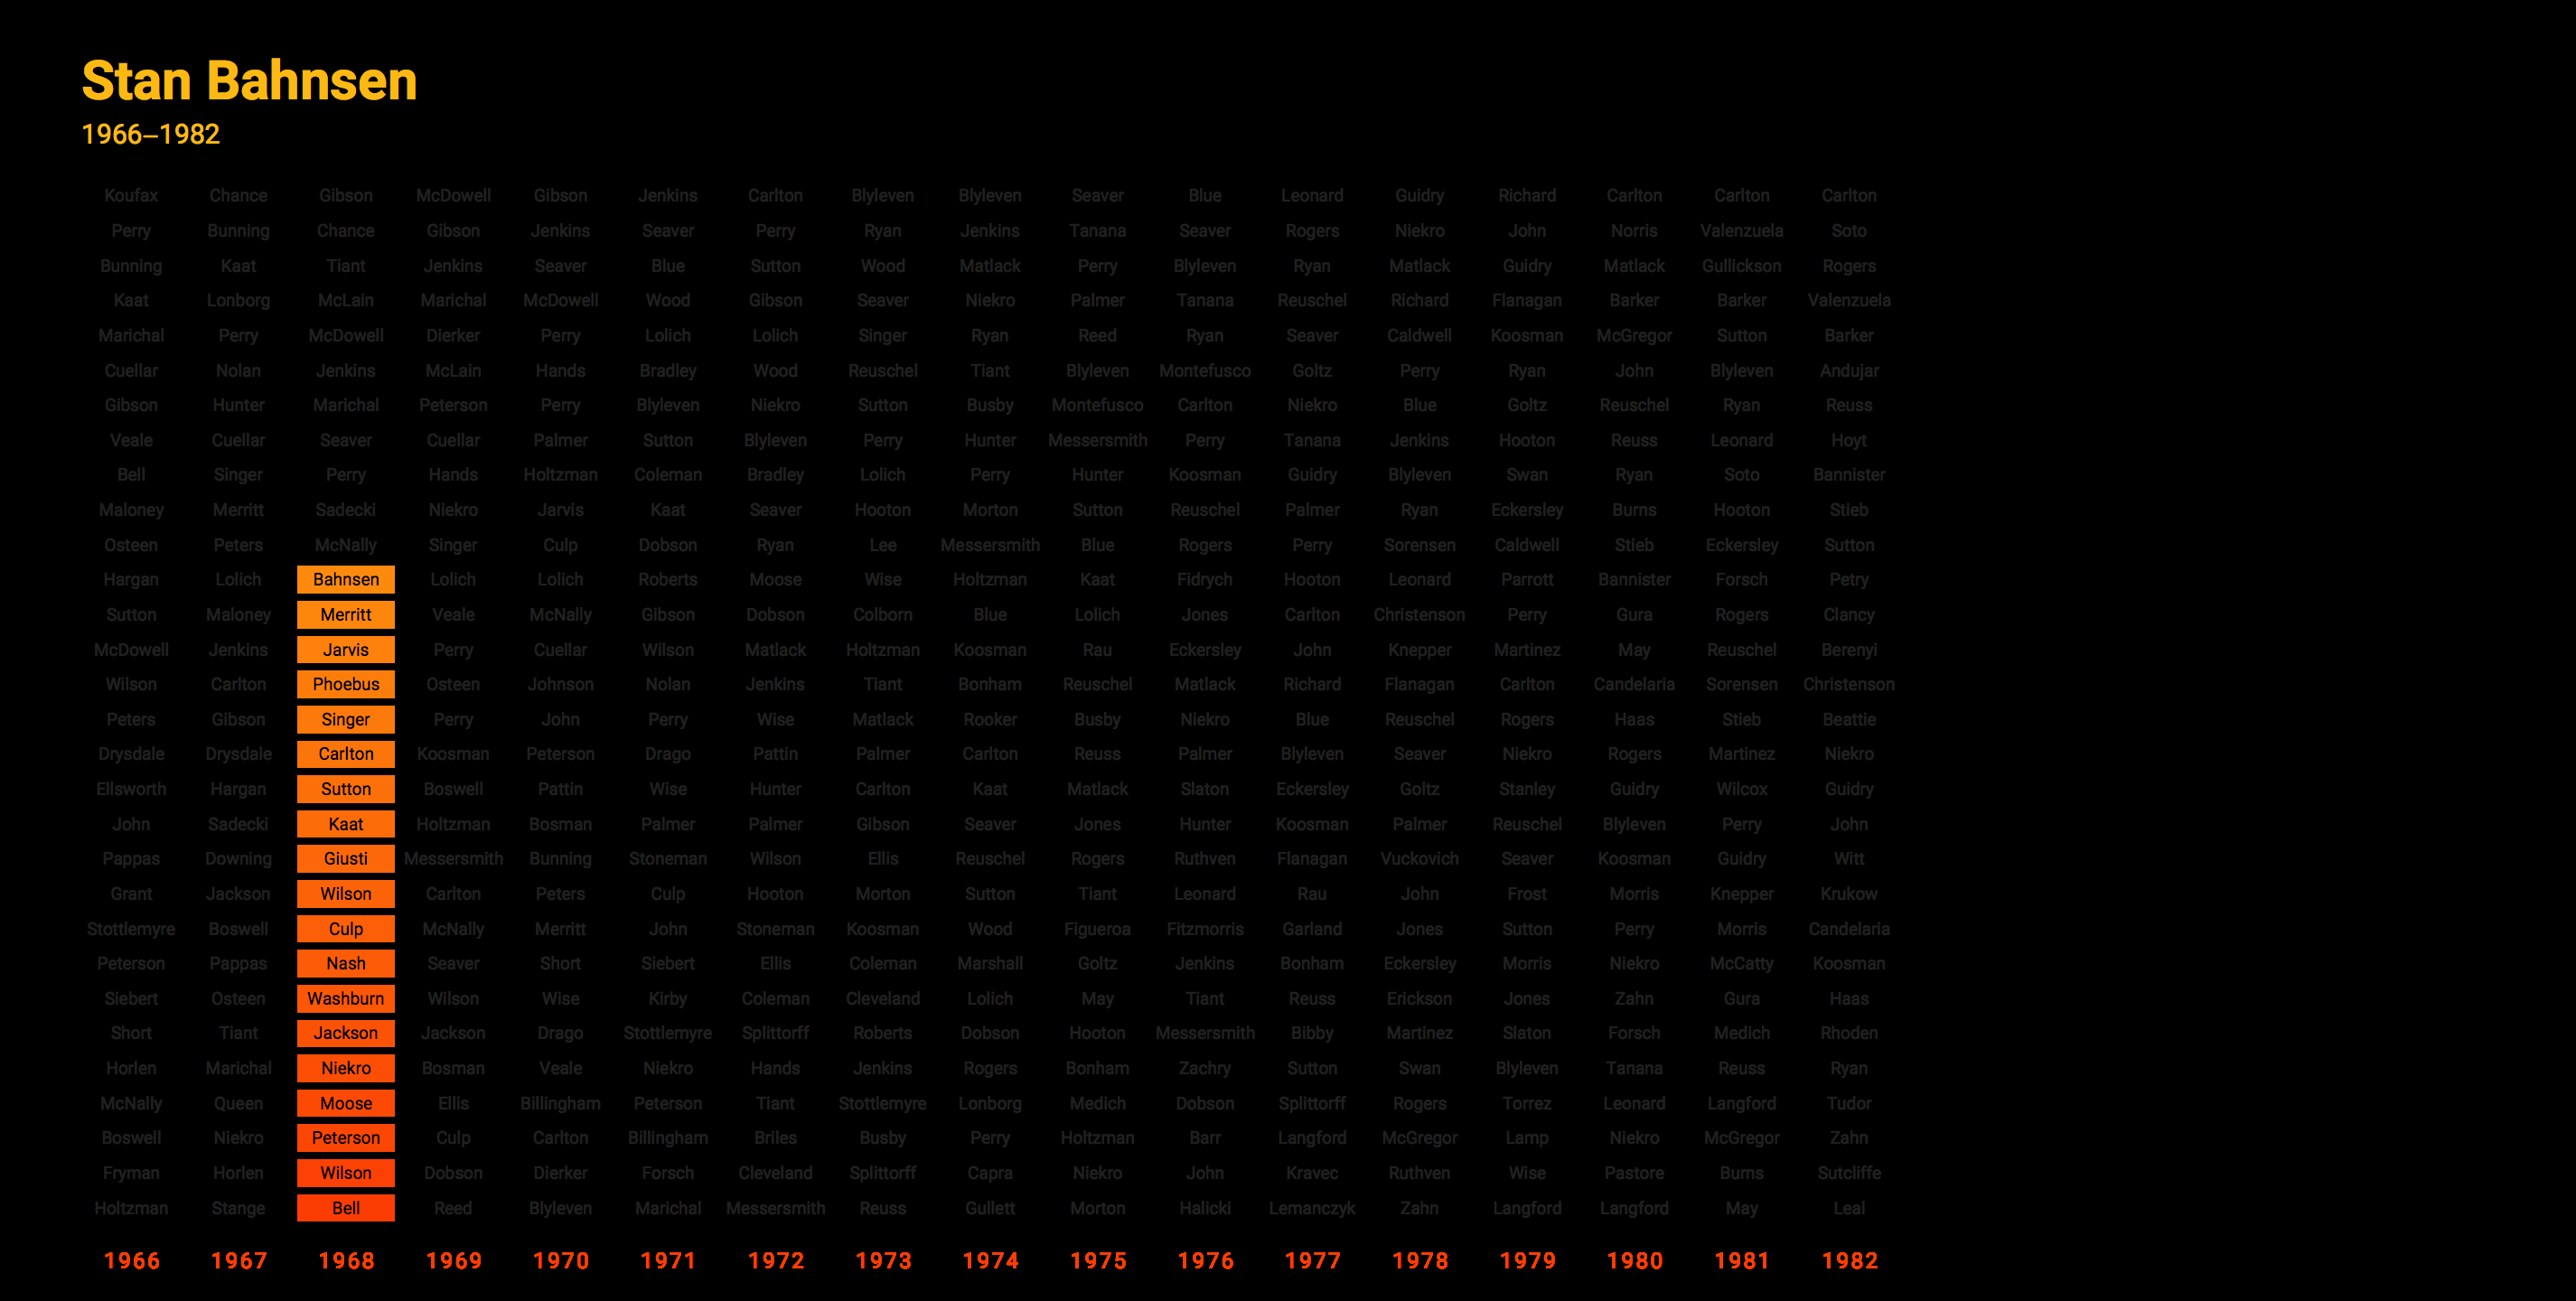 Stan Bahnsen
1966–1982
Koufax Chance Gibson McDowell Gibson Jenkins Carlton Blyleven Blyleven Seaver Blue Leonard Guidry Richard Carlton Carlton Carlton
Perry Bunning Chance Gibson Jenkins Seaver Perry Ryan Jenkins Tanana Seaver Rogers Niekro John Norris Valenzuela Soto
Bunning Kaat Tiant Jenkins Seaver Blue Sutton Wood Matlack Perry Blyleven Ryan Matlack Guidry Matlack Gullickson Rogers
Kaat Lonborg McLain Marichal McDowell Wood Gibson Seaver Niekro Palmer Tanana Reuschel Richard Flanagan Barker Barker Valenzuela
Marichal Perry McDowell Dierker Perry Lolich Lolich Singer Ryan Reed Ryan Seaver Caldwell Koosman McGregor Sutton Barker
Cuellar Nolan Jenkins McLain Hands Bradley Wood Reuschel Tiant Blyleven Montefusco Goltz Perry Ryan John Blyleven Andujar
Gibson Hunter Marichal Peterson Perry Blyleven Niekro Sutton Busby Montefusco Carlton Niekro Blue Goltz Reuschel Ryan Reuss
Veale Cuellar Seaver Cuellar Palmer Sutton Blyleven Perry Hunter Messersmith Perry Tanana Jenkins Hooton Reuss Leonard Hoyt
Bell Singer Perry Hands Holtzman Coleman Bradley Lolich Perry Hunter Koosman Guidry Blyleven Swan Ryan Soto Bannister
Maloney Merritt Sadecki Niekro Jarvis Kaat Seaver Hooton Morton Sutton Reuschel Palmer Ryan Eckersley Burns Hooton Stieb
Osteen Peters McNally Singer Culp Dobson Ryan Lee Messersmith Blue Rogers Perry Sorensen Caldwell Stieb Eckersley Sutton
Hargan Lolich Bahnsen Lolich Lolich Roberts Moose Wise Holtzman Kaat Fidrych Hooton Leonard Parrott Bannister Forsch Petry
Sutton Maloney Merritt Veale McNally Gibson Dobson Colborn Blue Lolich Jones Carlton Christenson Perry Gura Rogers Clancy
McDowell Jenkins Jarvis Perry Cuellar Wilson Matlack Holtzman Koosman Rau Eckersley John Knepper Martinez May Reuschel Berenyi
Wilson Carlton Phoebus Osteen Johnson Nolan Jenkins Tiant Bonham Reuschel Matlack Richard Flanagan Carlton Candelaria Sorensen Christenson
Peters Gibson Singer Perry John Perry Wise Matlack Rooker Busby Niekro Blue Reuschel Rogers Haas Stieb Beattie
Drysdale Drysdale Carlton Koosman Peterson Drago Pattin Palmer Carlton Reuss Palmer Blyleven Seaver Niekro Rogers Martinez Niekro
Ellsworth Hargan Sutton Boswell Pattin Wise Hunter Carlton Kaat Matlack Slaton Eckersley Goltz Stanley Guidry Wilcox Guidry
John Sadecki Kaat Holtzman Bosman Palmer Palmer Gibson Seaver Jones Hunter Koosman Palmer Reuschel Blyleven Perry John
Pappas Downing Giusti Messersmith Bunning Stoneman Wilson Ellis Reuschel Rogers Ruthven Flanagan Vuckovich Seaver Koosman Guidry Witt
Grant Jackson Wilson Carlton Peters Culp Hooton Morton Sutton Tiant Leonard Rau John Frost Morris Knepper Krukow
Stottlemyre Boswell Culp McNally Merritt John Stoneman Koosman Wood Figueroa Fitzmorris Garland Jones Sutton Perry Morris Candelaria
Peterson Pappas Nash Seaver Short Siebert Ellis Coleman Marshall Goltz Jenkins Bonham Eckersley Morris Niekro McCatty Koosman
Siebert Osteen Washburn Wilson Wise Kirby Coleman Cleveland Lolich May Tiant Reuss Erickson Jones Zahn Gura Haas
Short Tiant Jackson Jackson Drago Stottlemyre Splittorff Roberts Dobson Hooton Messersmith Bibby Martinez Slaton Forsch Medich Rhoden
Horlen Marichal Niekro Bosman Veale Niekro Hands Jenkins Rogers Bonham Zachry Sutton Swan Blyleven Tanana Reuss Ryan
McNally Queen Moose Ellis Billingham Peterson Tiant Stottlemyre Lonborg Medich Dobson Splittorff Rogers Torrez Leonard Langford Tudor
Boswell Niekro Peterson Culp Carlton Billingham Briles Busby Perry Holtzman Barr Langford McGregor Lamp Niekro McGregor Zahn
Fryman Horlen Wilson Dobson Dierker Forsch Cleveland Splittorff Capra Niekro John Kravec Ruthven Wise Pastore Burns Sutcliffe
Holtzman Stange Bell Reed Blyleven Marichal Messersmith Reuss Gullett Morton Halicki Lemanczyk Zahn Langford Langford May Leal
1966 1967 1968 1969 1970 1971 1972 1973 1974 1975 1976 1977 1978 1979 1980 1981 1982